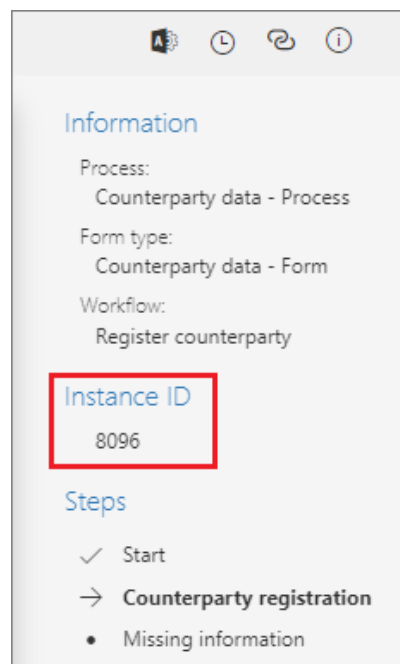 Information
Process:
Counterparty data - Process
Form type:
Counterparty data - Form
Workflow:
Register counterparty
Instance ID
8096
Steps
Start
Counterparty registration
Missing information